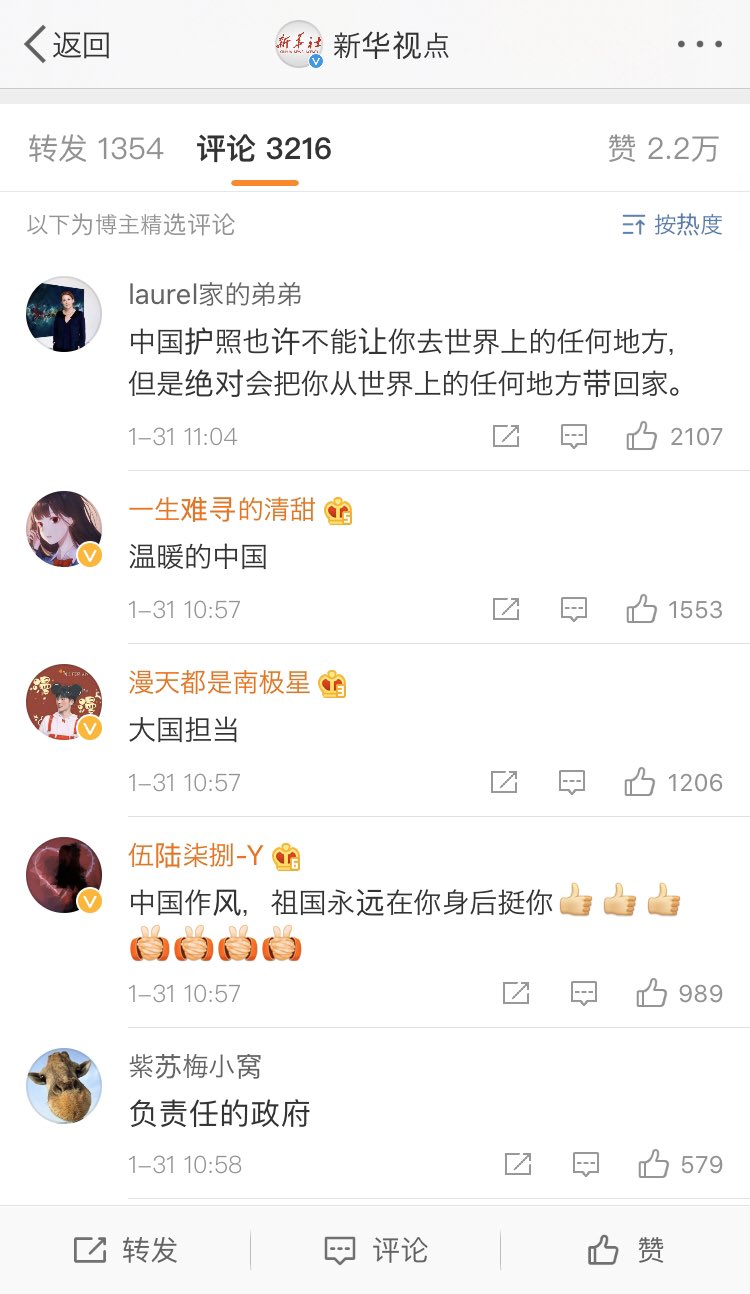 返回
新华社
新华视点
转发 1354 评论 3216 赞 2.2万
以下为博主精选评论 按热度
laurel家的弟弟
中国护照也许不能让你去世界上的任何地方,
但是绝对会把你从世界上的任何地方带回家。
1-31 11:04 2107
一生难寻的清甜
温暖的中国
1-31 10:57 1553
漫天都是南极星
大国担当
1-31 10:57 1206
伍陆柒捌-Y
中国作风，祖国永远在你身后挺你👍👍👍
1-31 10:57 989
紫苏梅小窝
负责任的政府
1-31 10:58 579
转发 评论 赞